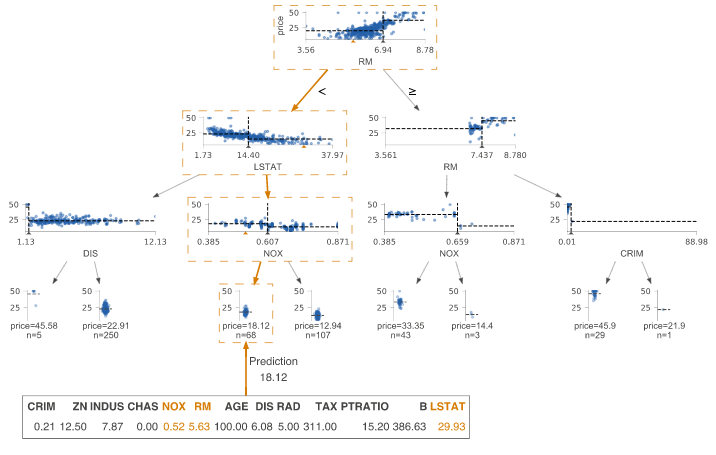 price
50
25
3.56 6.94 8.78
RM
< ≥
50
25
1.73 14.40 37.97
LSTAT
50
25
3.561 7.437 8.780
RM
50
25
1.13 12.13
DIS
50
25
0.385 0.607 0.871
NOX
50
25
0.385 0.659 0.871
NOX
50
25
0.01 88.98
CRIM
50
25
price=45.58
n=5
50
25
price=22.91
n=250
50
25
price=18.12
n=68
50
25
price=12.94
n=107
50
25
price=33.35
n=43
50
25
price=14.4
n=3
50
25
price=45.9
n=29
50
25
price=21.9
n=1
Prediction
18.12
CRIM ZN INDUS CHAS NOX RM AGE DIS RAD TAX PTRATIO B LSTAT
0.21 12.50 7.87 0.00 0.52 5.63 100.00 6.08 5.00 311.00 15.20 386.63 29.93